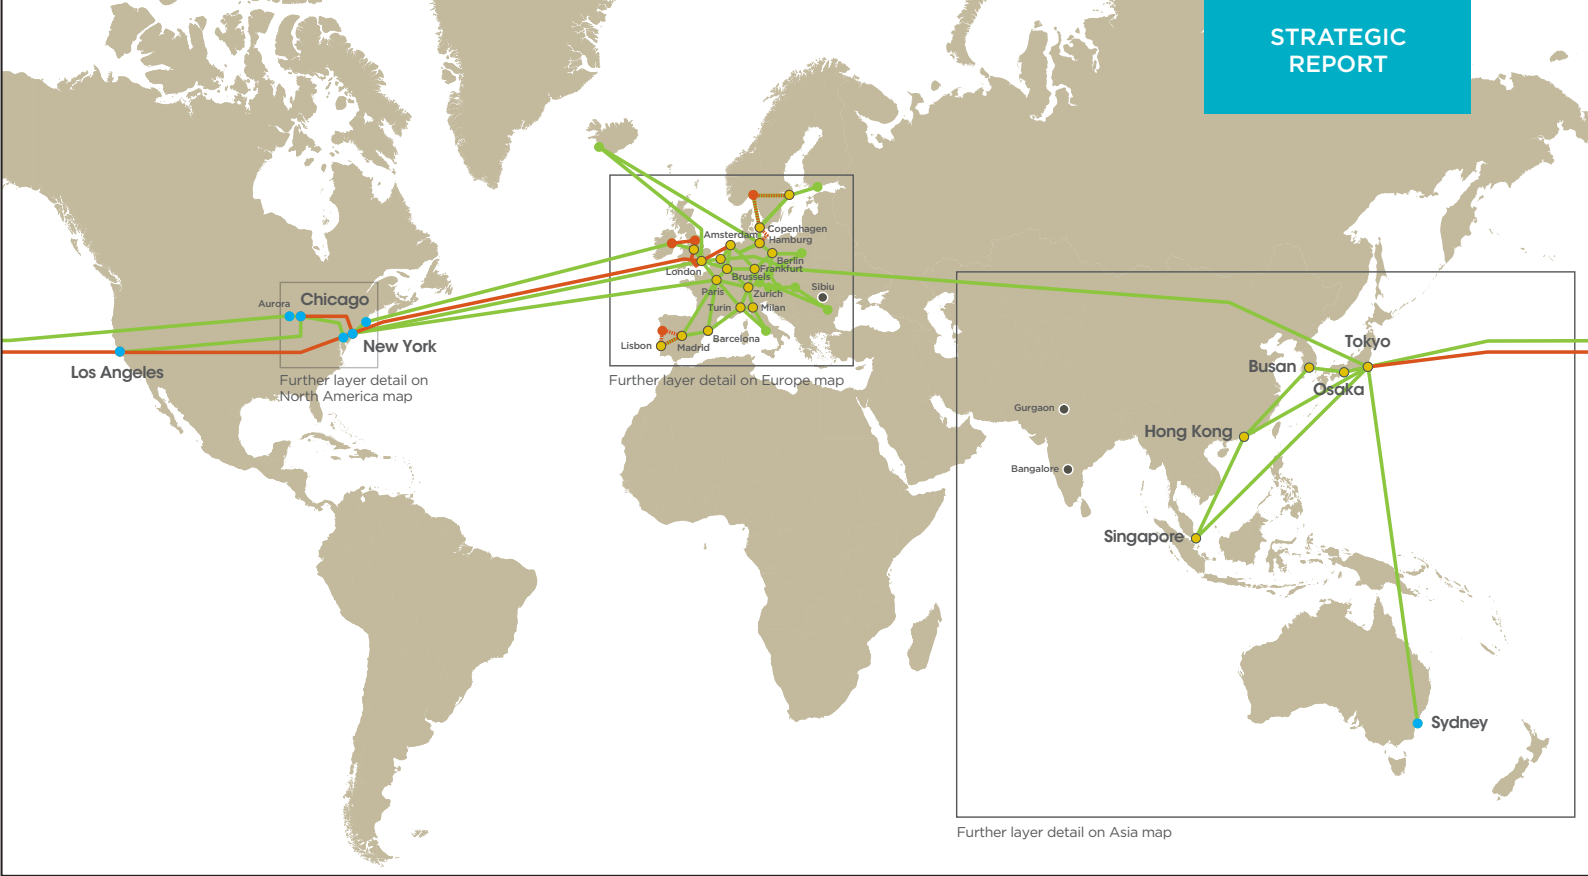 STRATEGIC
REPORT
Copenhagen
Amsterdam
Hamburg
Berlin
London
Frankfurt
Brussels
Paris
Zurich
Sibiu
Aurora
Chicago
Turin
Milan
New York
Barcelona
Lisbon
Madrid
Los Angeles
Further layer detail on
North America map
Further layer detail on Europe map
Tokyo
Busan
Osaka
Gurgaon
Hong Kong
Bangalore
Singapore
Sydney
Further layer detail on Asia map